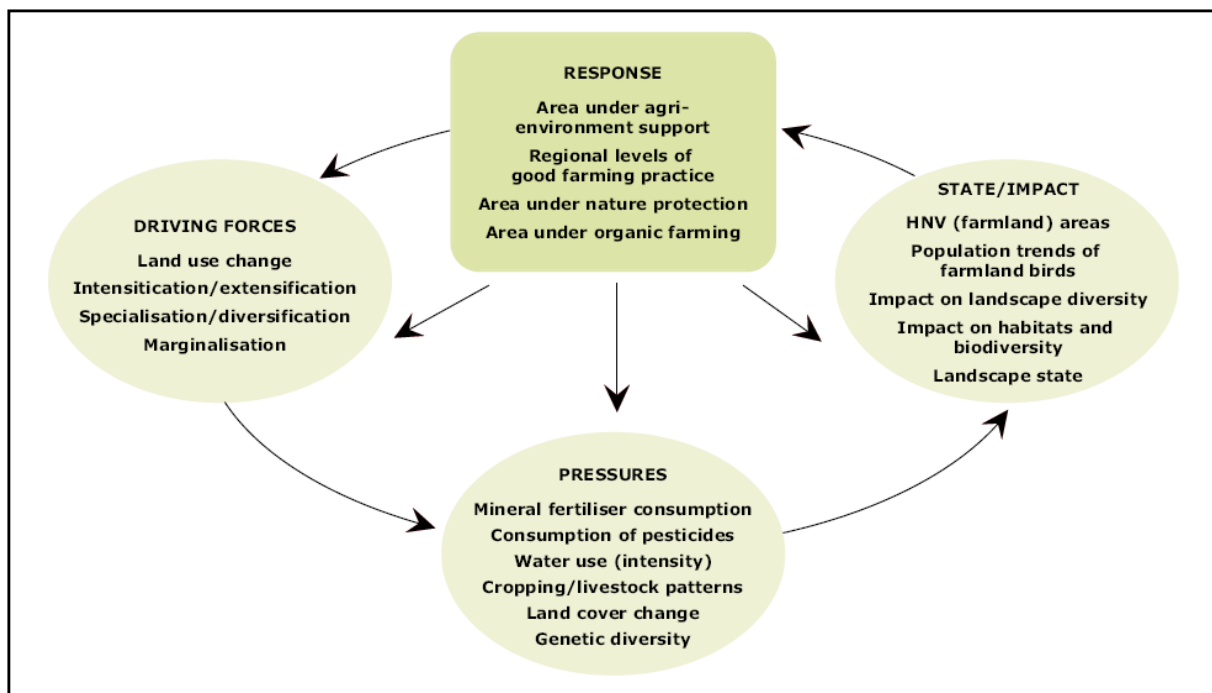 RESPONSE
Area under agri-
environment support
Regional levels of
good farming practice
Area under nature protection
Area under organic farming
DRIVING FORCES
Land use change
Intensitication/extensification
Specialisation/diversification
Marginalisation
STATE/IMPACT
HNV (farmland) areas
Population trends of
farmland birds
Impact on landscape diversity
Impact on habitats and
biodiversity
Landscape state
PRESSURES
Mineral fertiliser consumption
Consumption of pesticides
Water use (intensity)
Cropping/livestock patterns
Land cover change
Genetic diversity